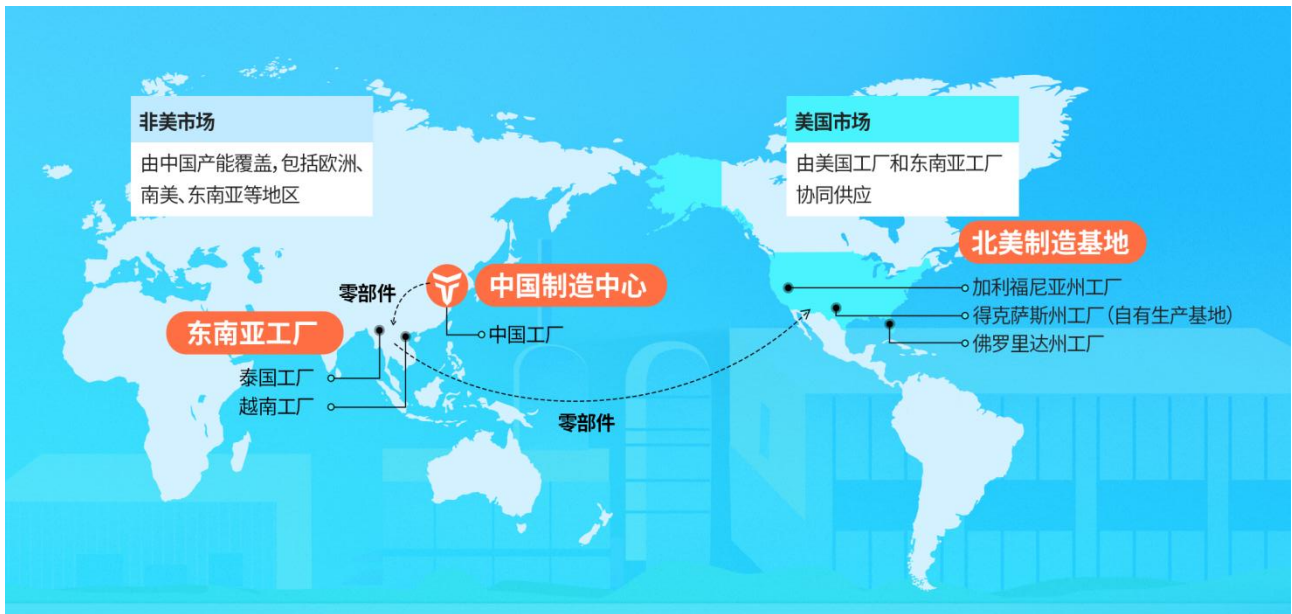 非美市场
由中国产能覆盖,包括欧洲、
南美、东南亚等地区
美国市场
由美国工厂和东南亚工厂
协同供应
北美制造基地
加利福尼亚州工厂
得克萨斯州工厂(自有生产基地)
佛罗里达州工厂
中国制造中心
零部件
中国工厂
东南亚工厂
泰国工厂
越南工厂
零部件